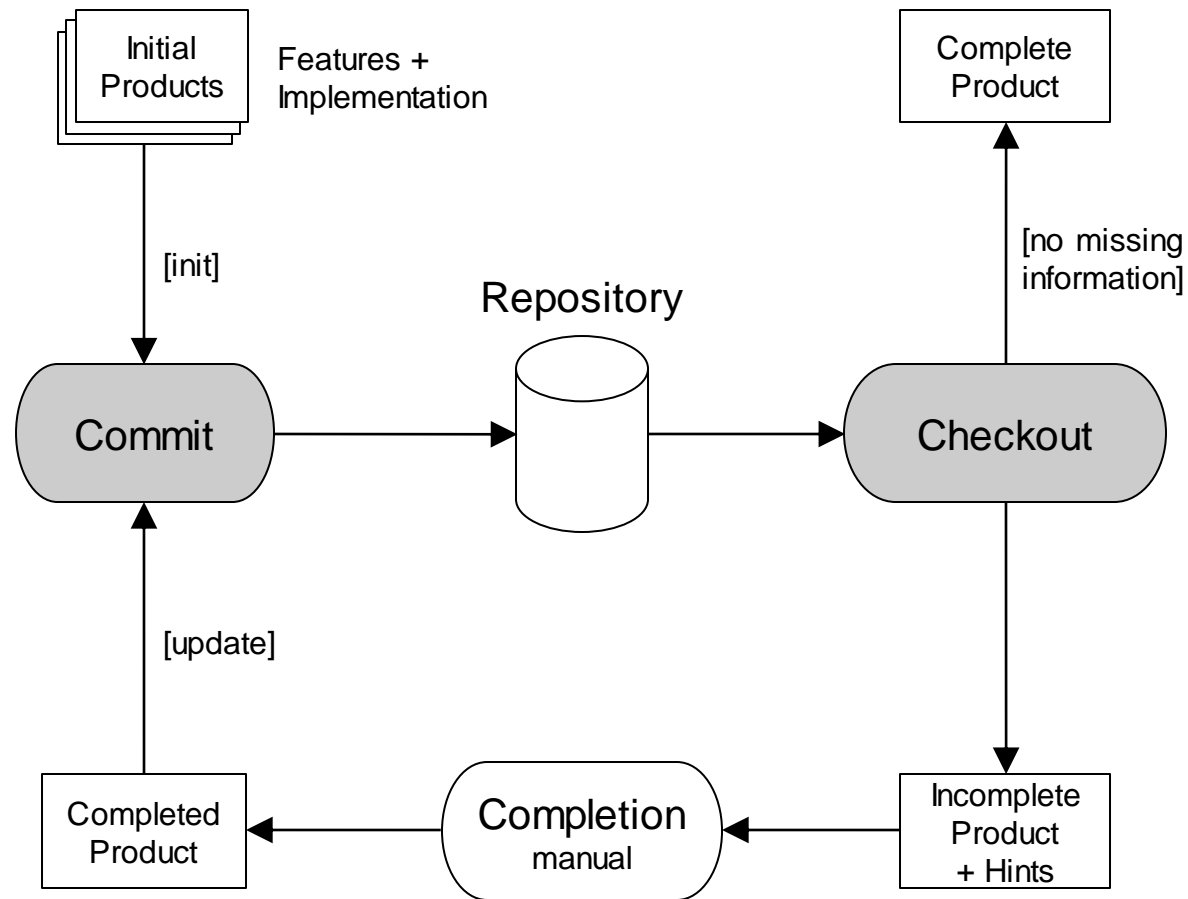 Initial
Products
Features +
Implementation
Complete
Product
[init]
[no missing
information]
Repository
Commit
Checkout
[update]
Completed
Product
Completion
manual
Incomplete
Product
+ Hints